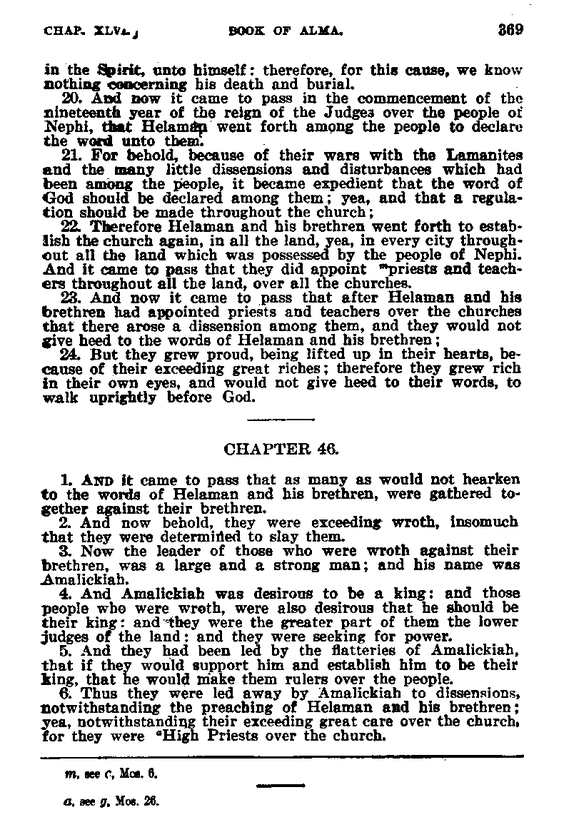 CHAP. XLVI.] BOOK OF ALMA. 369
in the Spirit, unto himself: therefore, for this cause, we know
nothing concerning his death and burial.
20. And now it came to pass in the commencement of the
nineteenth year of the reign of the Judges over the people of
Nephi, that Helaman went forth among the people to declare
the word unto them.
21. For behold, because of their wars with the Lamanites
and the many little dissensions and disturbances which had
been among the people, it became expedient that the word of
God should be declared among them; yea, and that a regula-
tion should be made throughout the church;
22. Therefore Helaman and his brethren went forth to estab-
lish the church again, in all the land, yea, in every city through-
out all the land which was possessed by the people of Nephi.
And it came to pass that they did appoint ᵐpriests and teach-
ers throughout all the land, over all the churches.
23. And now it came to pass that after Helaman and his
brethren had appointed priests and teachers over the churches
that there arose a dissension among them, and they would not
give heed to the words of Helaman and his brethren;
24. But they grew proud, being lifted up in their hearts, be-
cause of their exceeding great riches; therefore they grew rich
in their own eyes, and would not give heed to their words, to
walk uprightly before God.
CHAPTER 46.
1. AND it came to pass that as many as would not hearken
to the words of Helaman and his brethren, were gathered to-
gether against their brethren.
2. And now behold, they were exceeding wroth, insomuch
that they were determined to slay them.
3. Now the leader of those who were wroth against their
brethren, was a large and a strong man; and his name was
Amalickiah.
4. And Amalickiah was desirous to be a king: and those
people who were wroth, were also desirous that he should be
their king: and they were the greater part of them the lower
judges of the land: and they were seeking for power.
5. And they had been led by the flatteries of Amalickiah,
that if they would support him and establish him to be their
king, that he would make them rulers over the people.
6. Thus they were led away by Amalickiah to dissensions,
notwithstanding the preaching of Helaman and his brethren;
yea, notwithstanding their exceeding great care over the church,
for they were ᵃHigh Priests over the church.
m, see c, Mos. 6.
a, see g, Mos. 26.